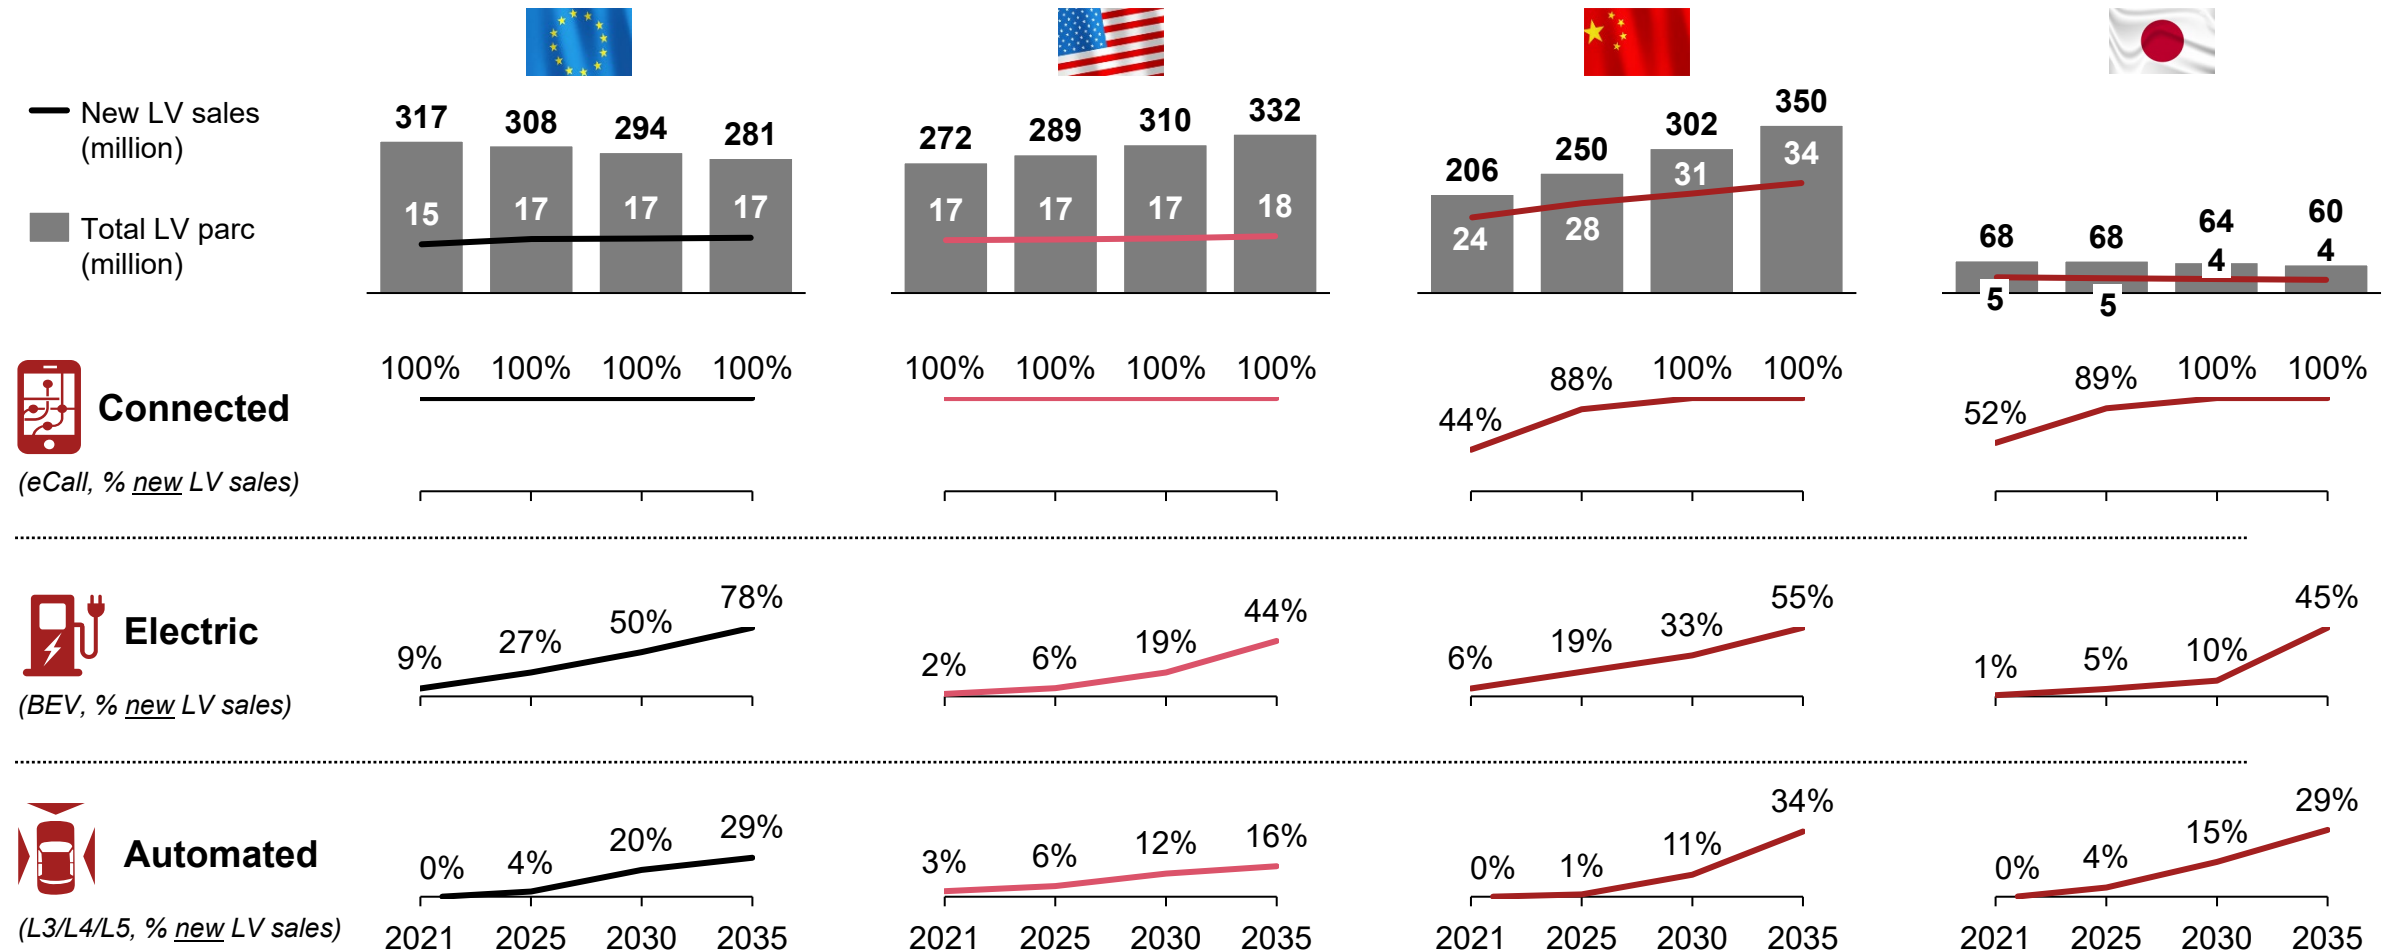 New LV sales
(million)
Total LV parc
(million)
317 308 294 281
15 17 17 17
272 289 310 332
17 17 17 18
206 250 302 350
24 28 31 34
68 68 64 60
5 5 4 4
Connected
(eCall, % new LV sales)
100% 100% 100% 100%
100% 100% 100% 100%
44% 88% 100% 100%
52% 89% 100% 100%
Electric
(BEV, % new LV sales)
9% 27% 50% 78%
2% 6% 19% 44%
6% 19% 33% 55%
1% 5% 10% 45%
Automated
(L3/L4/L5, % new LV sales)
0% 4% 20% 29%
3% 6% 12% 16%
0% 1% 11% 34%
0% 4% 15% 29%
2021 2025 2030 2035
2021 2025 2030 2035
2021 2025 2030 2035
2021 2025 2030 2035